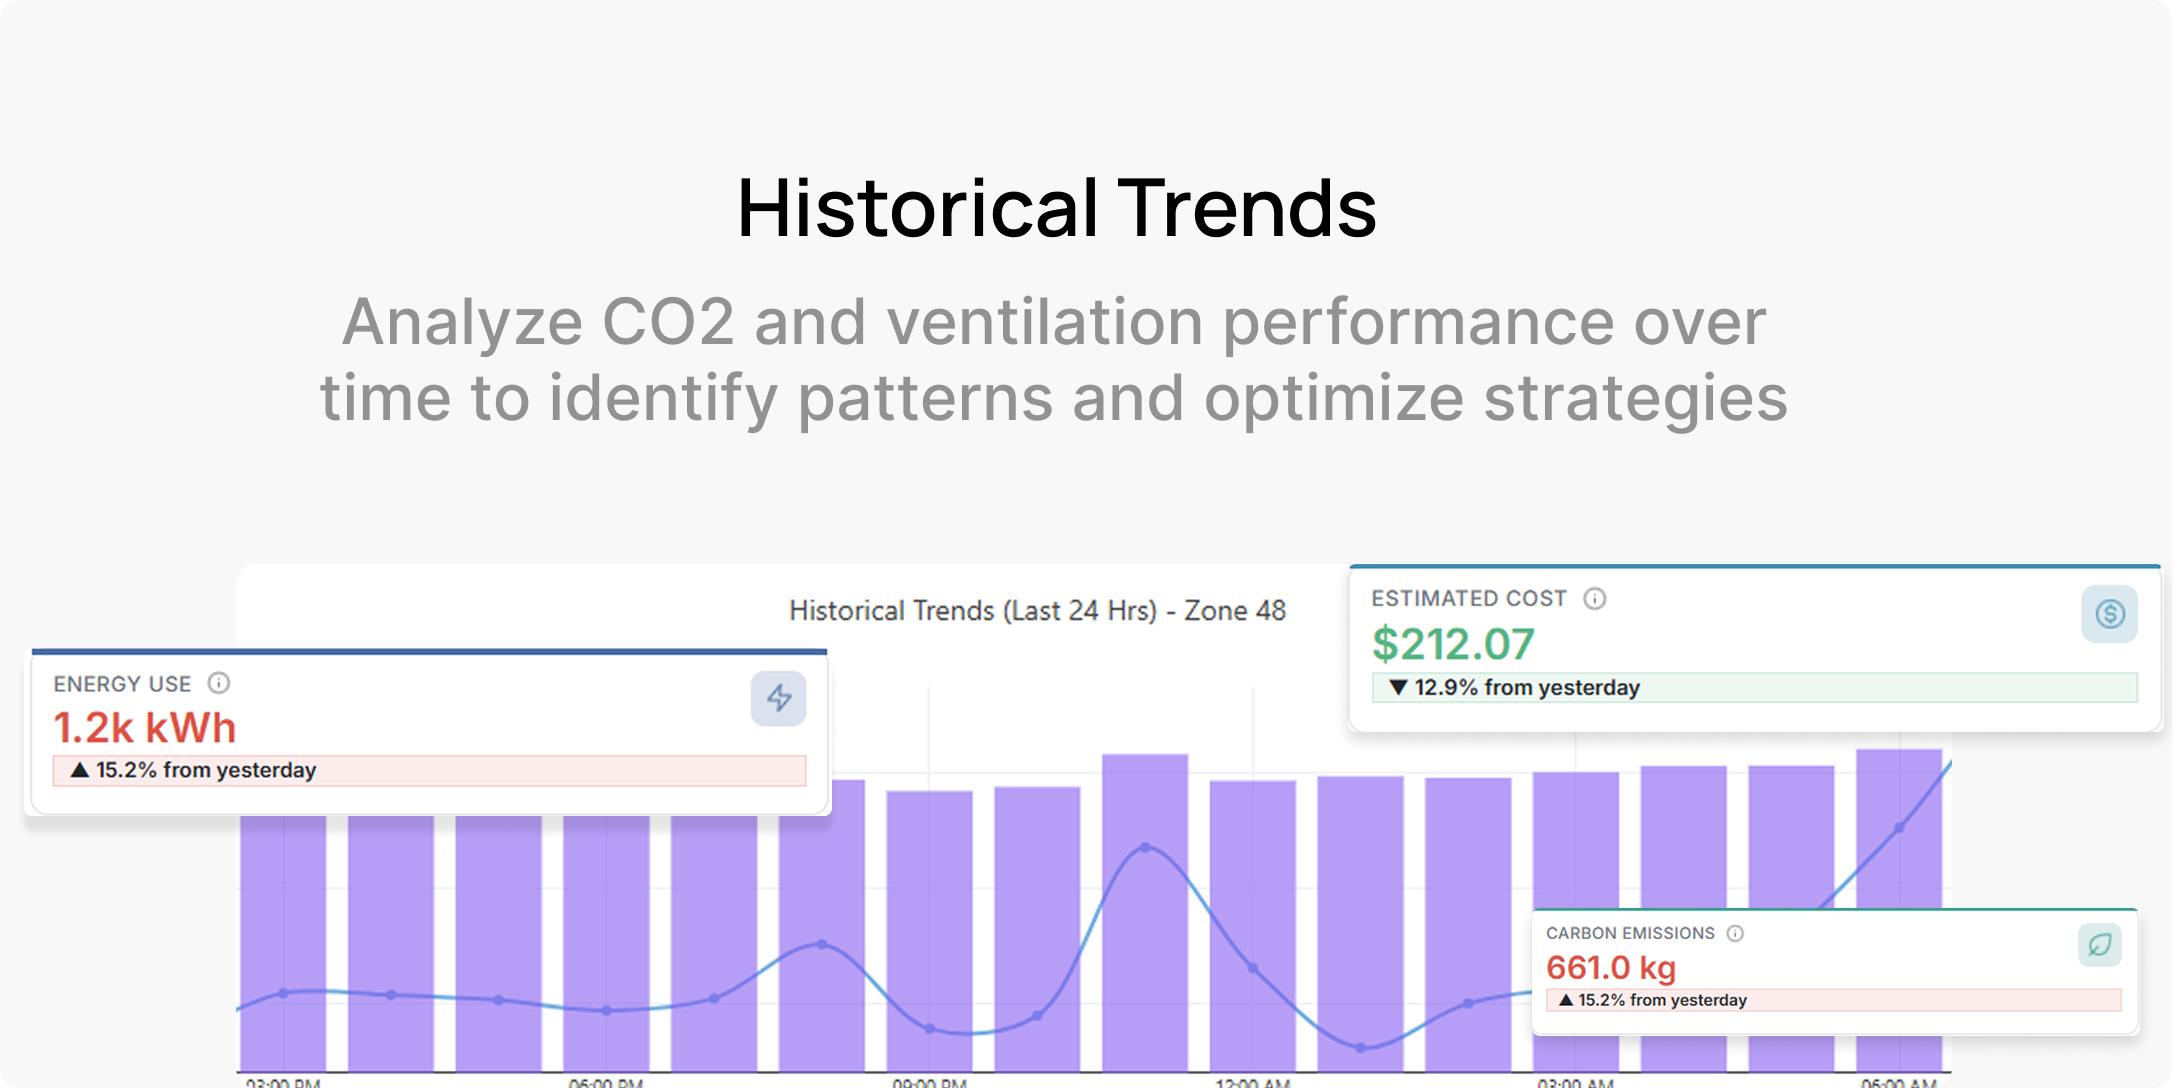 Historical Trends
Analyze CO2 and ventilation performance over
time to identify patterns and optimize strategies
Historical Trends (Last 24 Hrs) - Zone 48
ESTIMATED COST
$212.07
▼ 12.9% from yesterday
ENERGY USE
1.2k kWh
▲ 15.2% from yesterday
CARBON EMISSIONS
661.0 kg
▲ 15.2% from yesterday
03:00 PM 06:00 PM 09:00 PM 12:00 AM 03:00 AM 06:00 AM